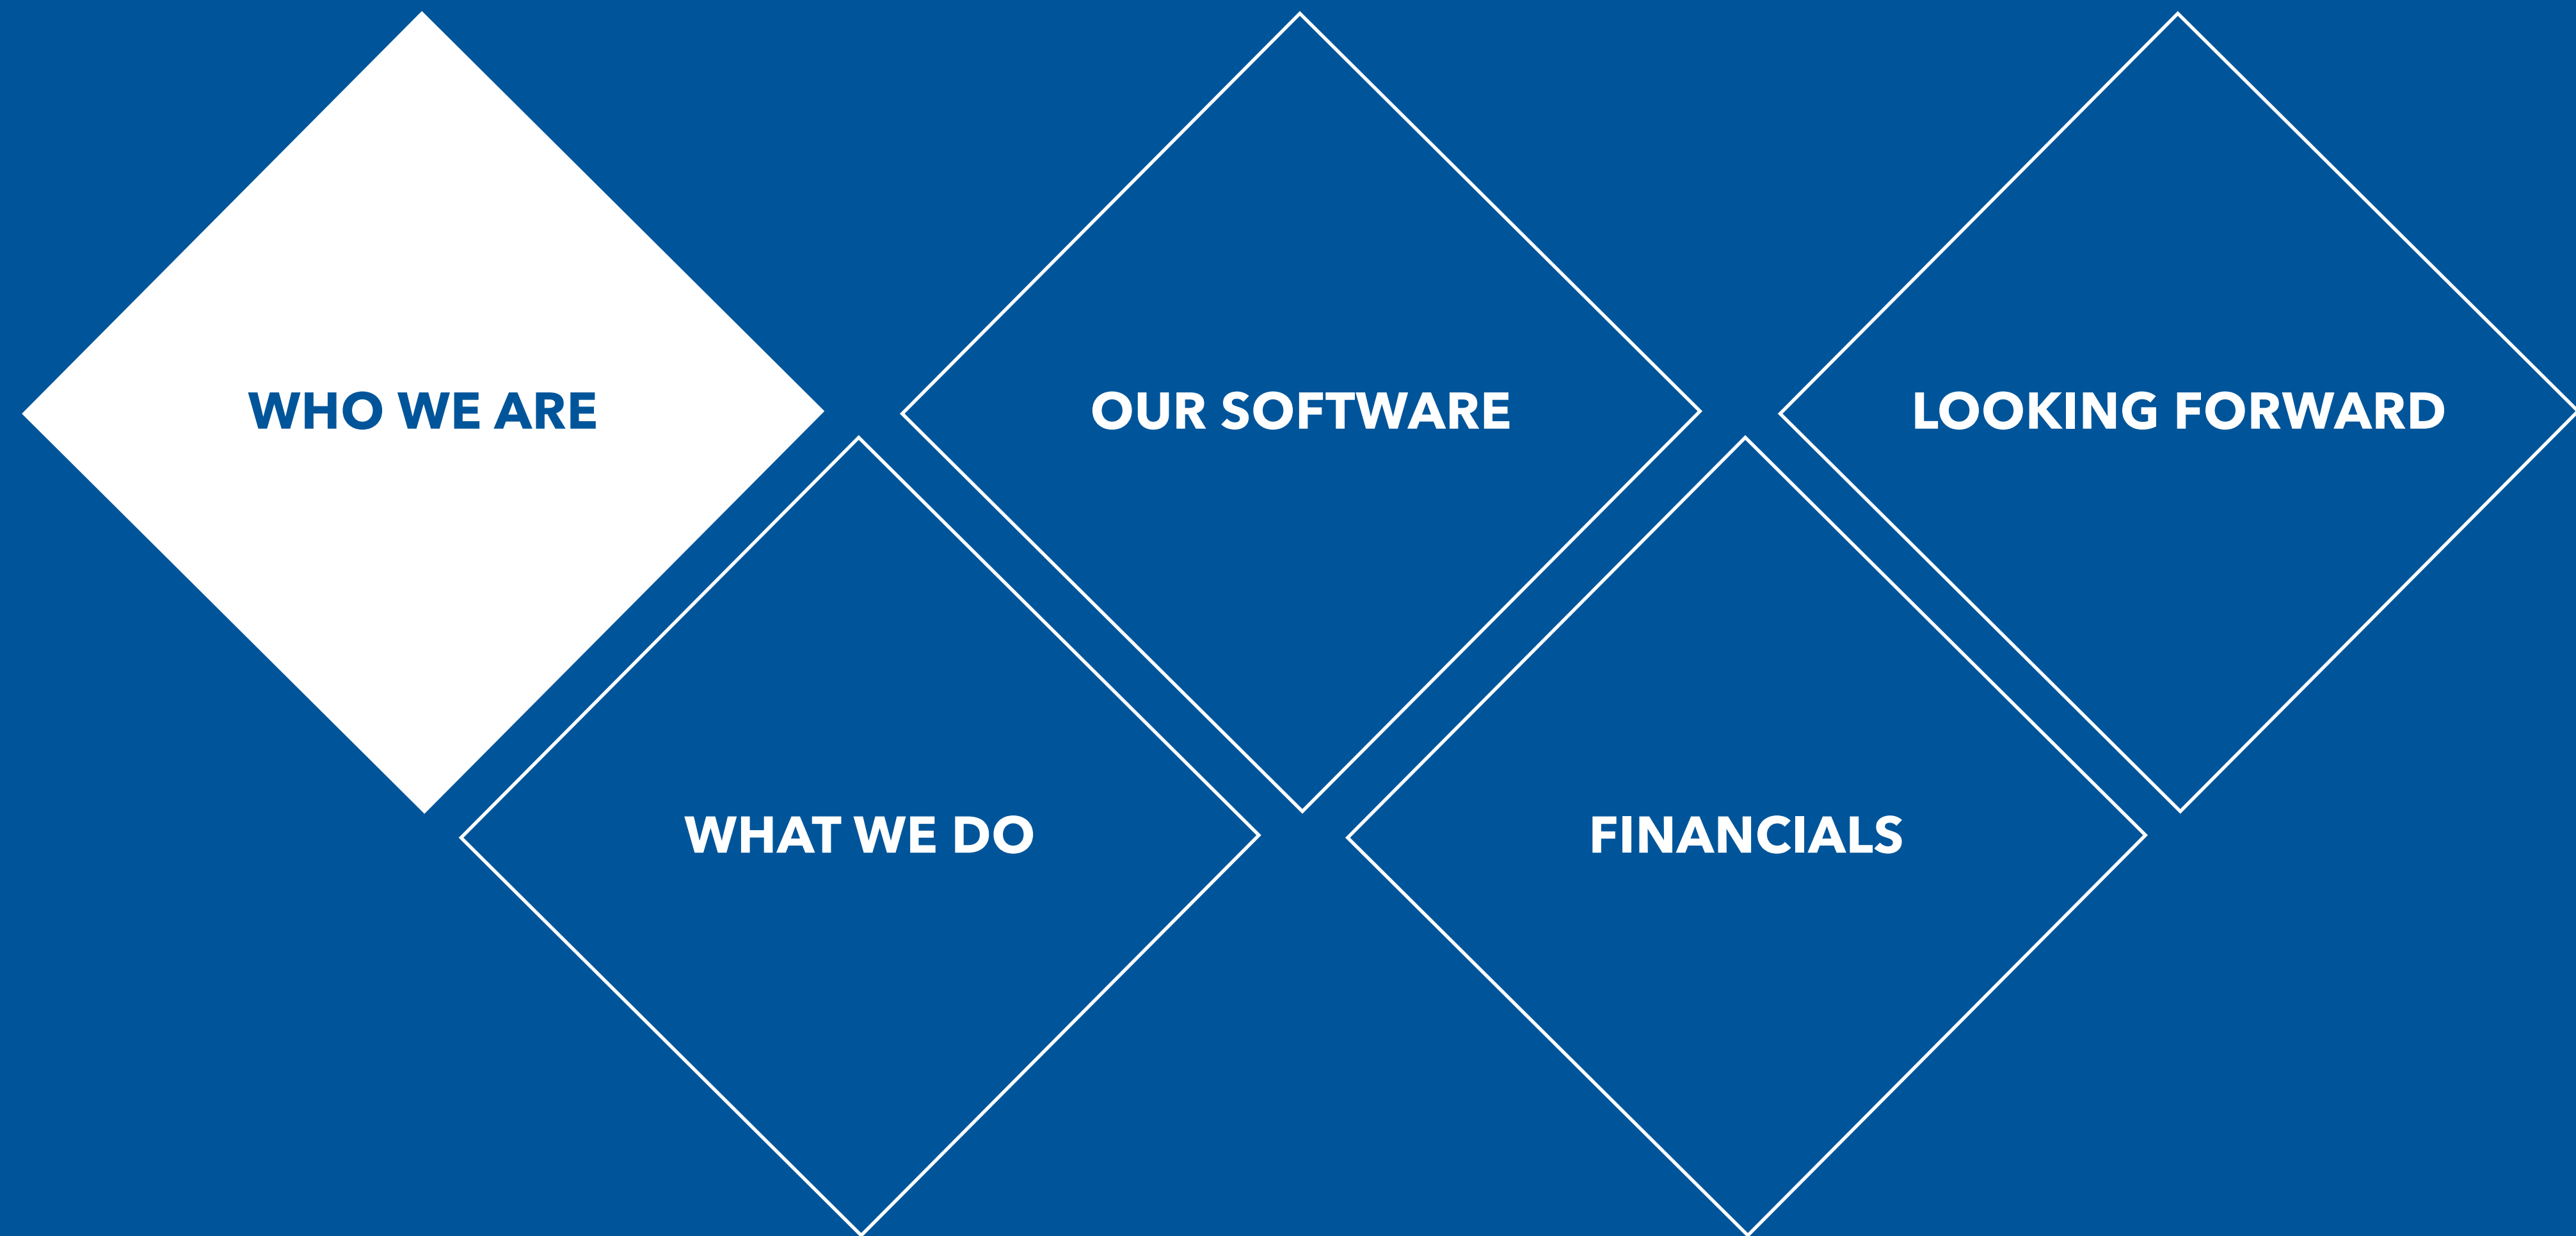 WHO WE ARE
OUR SOFTWARE
LOOKING FORWARD
WHAT WE DO
FINANCIALS